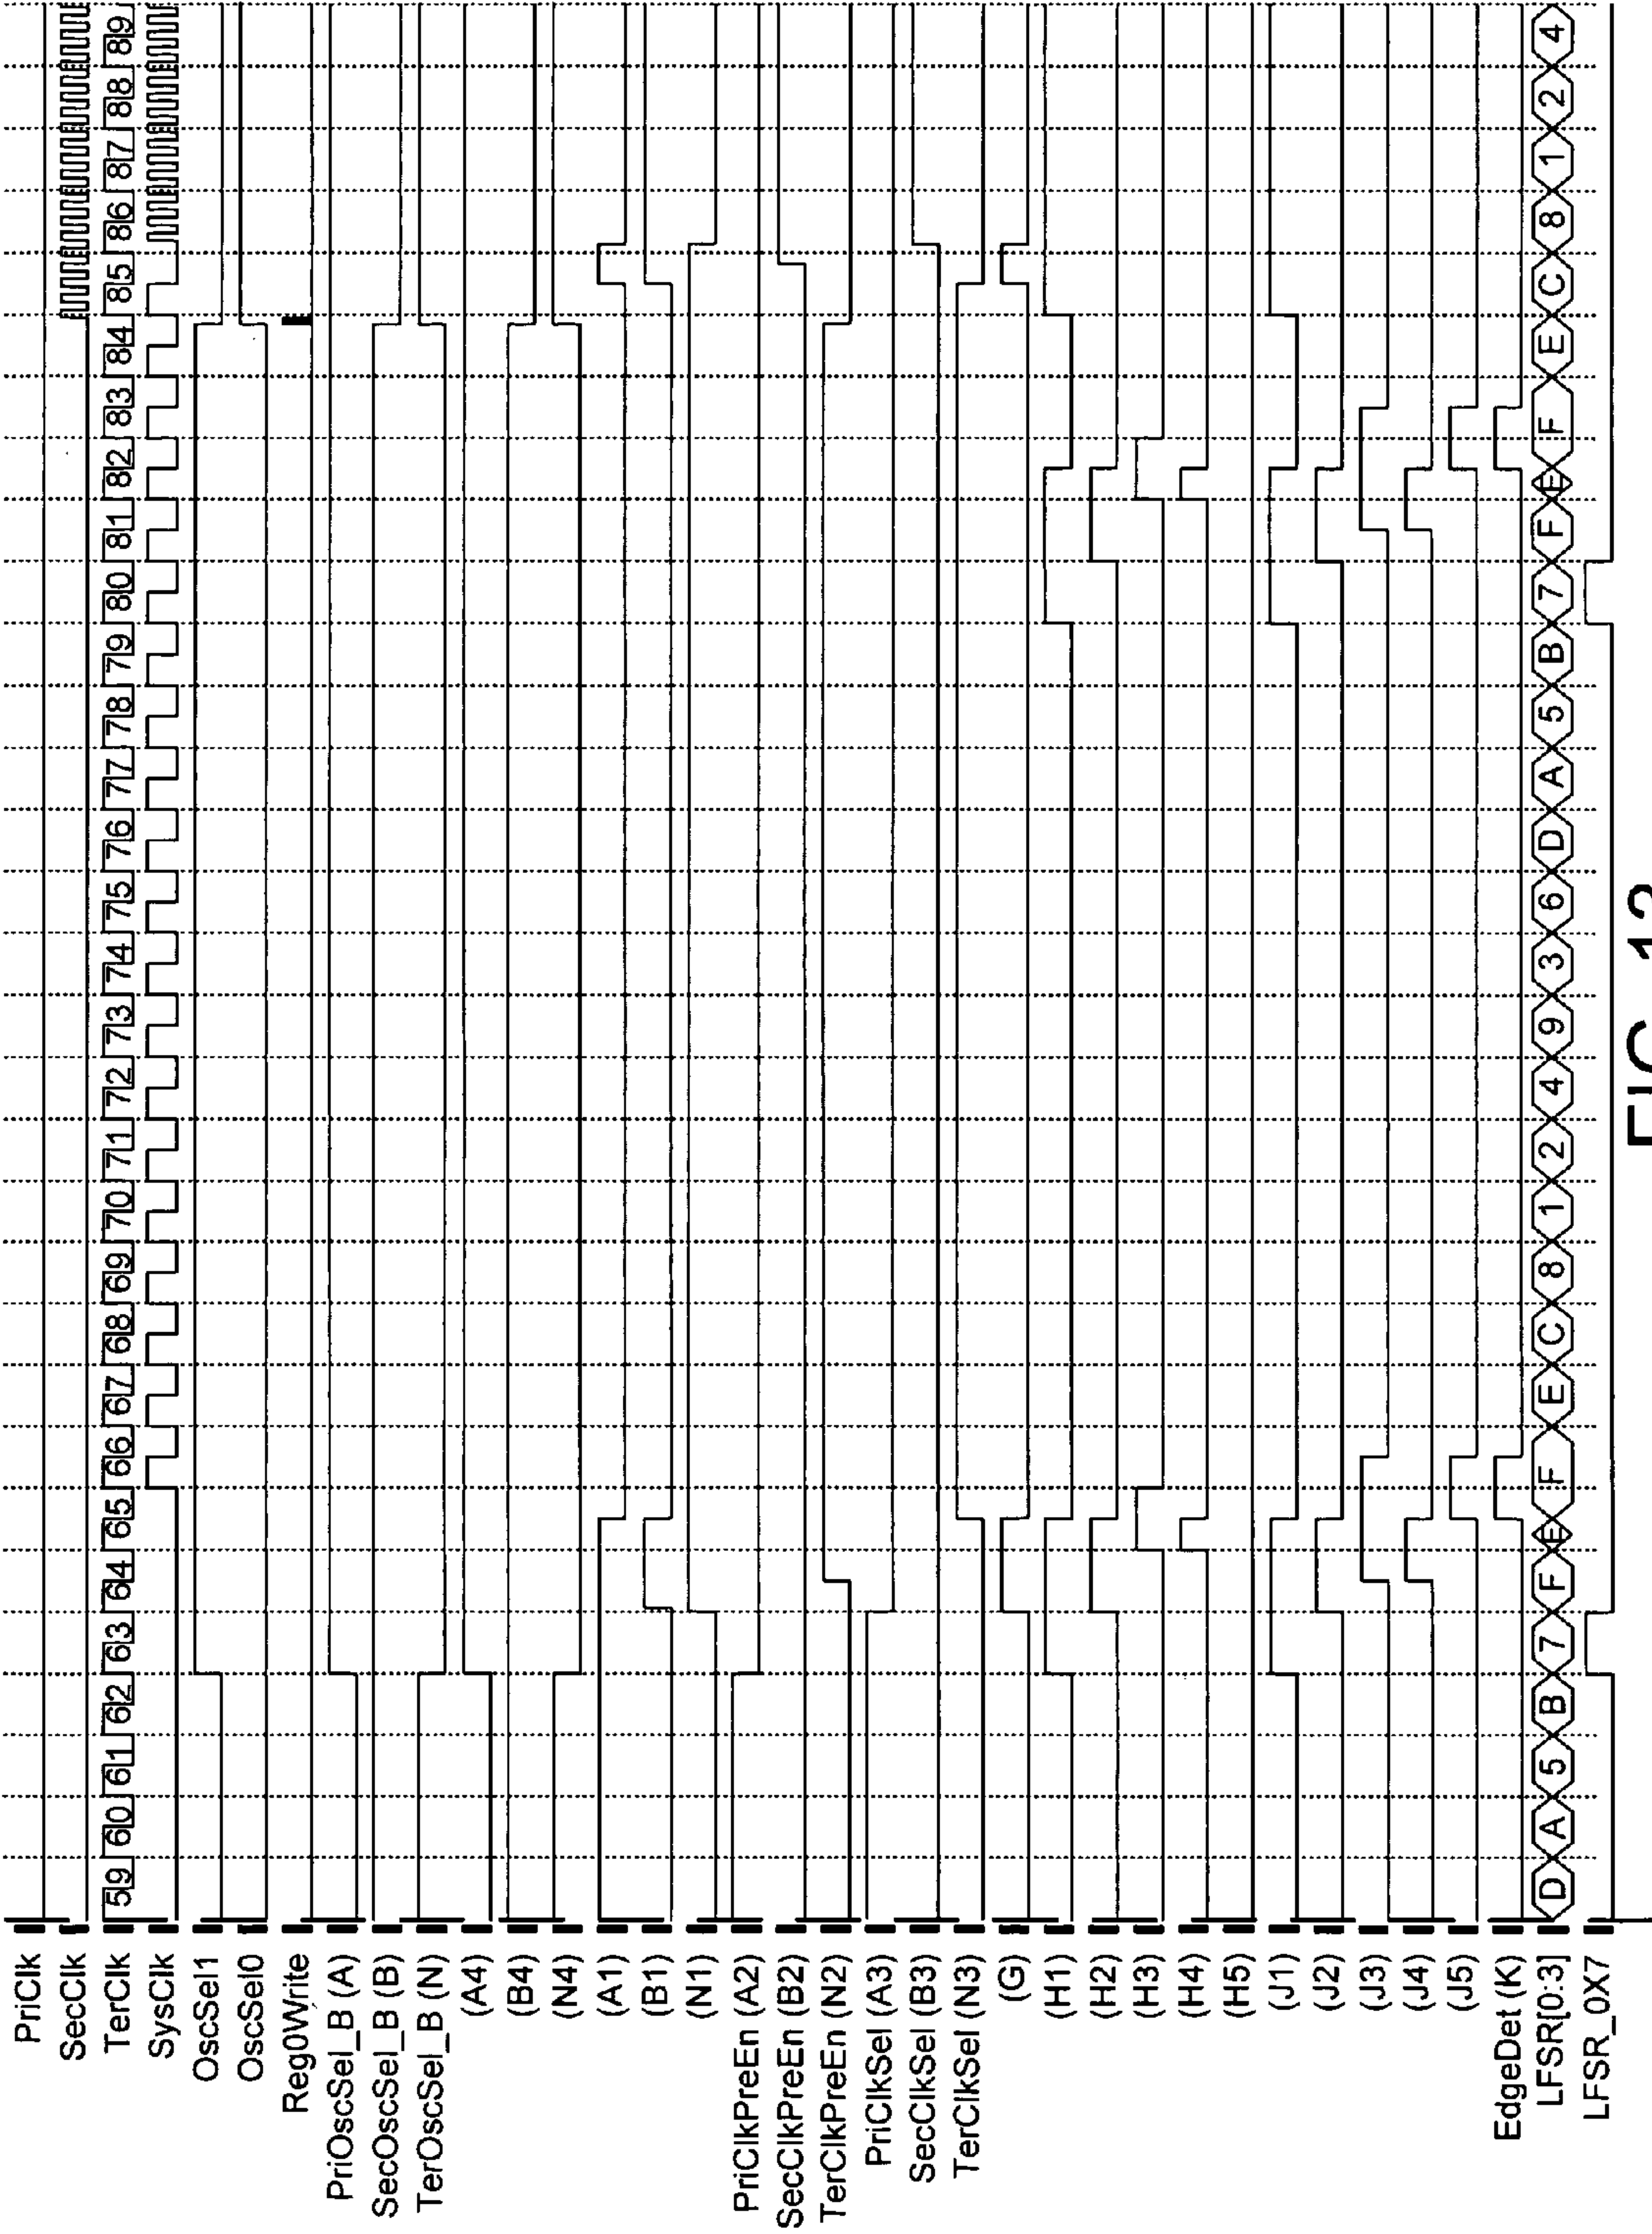 PriClk
SecClk
TerClk 59 60 61 62 63 64 65 66 67 68 69 70 71 72 73 74 75 76 77 78 79 80 81 82 83 84 85 86 87 88 89
SysClk
OscSel1
OscSel0
Reg0Write
PriOscSel_B (A)
SecOscSel_B (B)
TerOscSel_B (N)
(A4)
(B4)
(N4)
(A1)
(B1)
(N1)
PriClkPreEn (A2)
SecClkPreEn (B2)
TerClkPreEn (N2)
PriClkSel (A3)
SecClkSel (B3)
TerClkSel (N3)
(G)
(H1)
(H2)
(H3)
(H4)
(H5)
(J1)
(J2)
(J3)
(J4)
(J5)
EdgeDet (K)
LFSR[0:3] D A 5 B 7 F E F E C 8 1 2 4 9 3 6 D A 5 B 7 F E F E C 8 1 2 4
LFSR_0X7